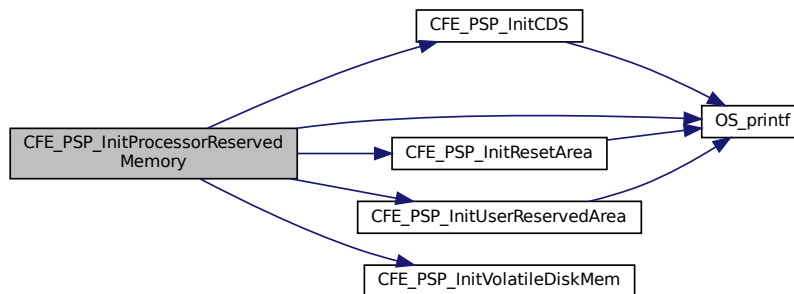 CFE_PSP_InitCDS
OS_printf
CFE_PSP_InitProcessorReserved
Memory
CFE_PSP_InitResetArea
CFE_PSP_InitUserReservedArea
CFE_PSP_InitVolatileDiskMem